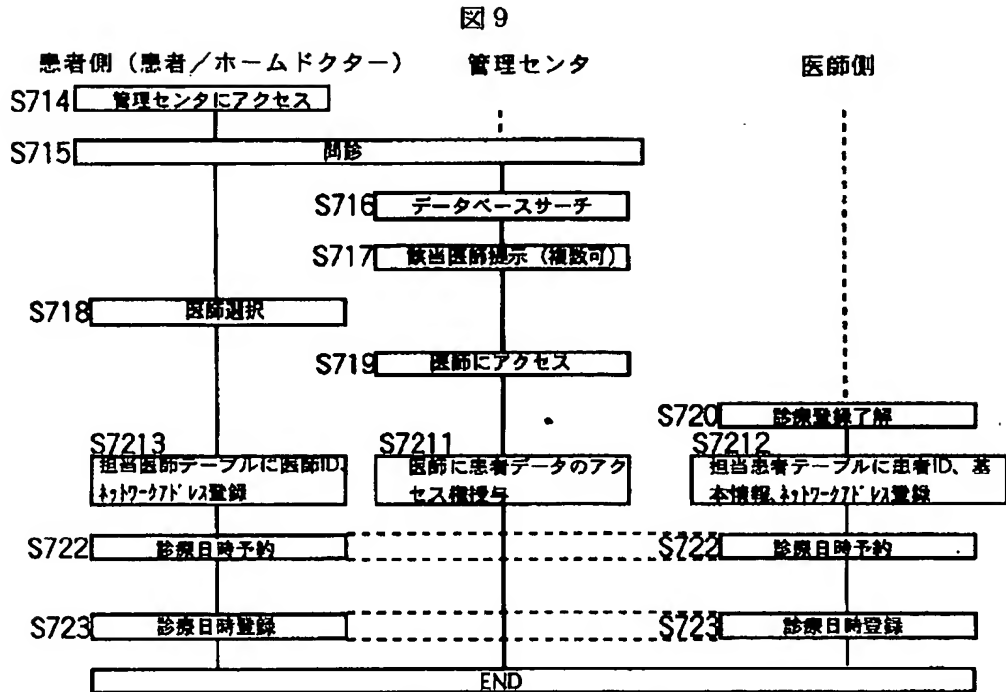 図9
患者側（患者／ホームドクター）　管理センタ　医師側
S714 管理センタにアクセス
S715 問診
S716 データベースサーチ
S717 該当医師提示（複数可）
S718 医師選択
S719 医師にアクセス
S720 診療登録了解
S7213 S7211 S7212
担当医師テーブルに医師ID、
ネットワークアドレス登録
医師に患者データのアク
セス権授与
担当患者テーブルに患者ID、基
本情報、ネットワークアドレス登録
S722 診療日時予約 S722 診療日時予約
S723 診療日時登録 S723 診療日時登録
END